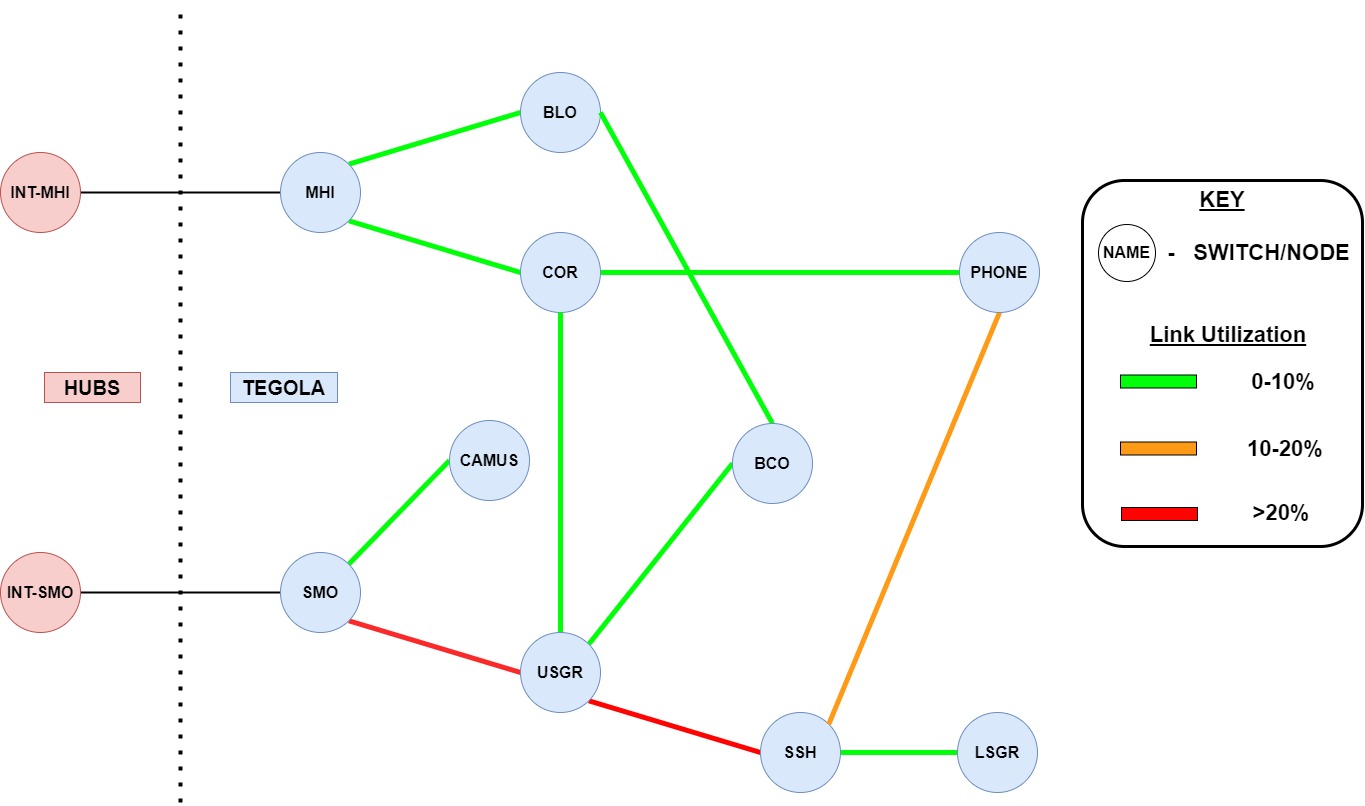 BLO
INT-MHI
MHI
COR
PHONE
HUBS
TEGOLA
CAMUS
BCO
INT-SMO
SMO
USGR
SSH
LSGR
KEY
NAME - SWITCH/NODE
Link Utilization
0-10%
10-20%
>20%